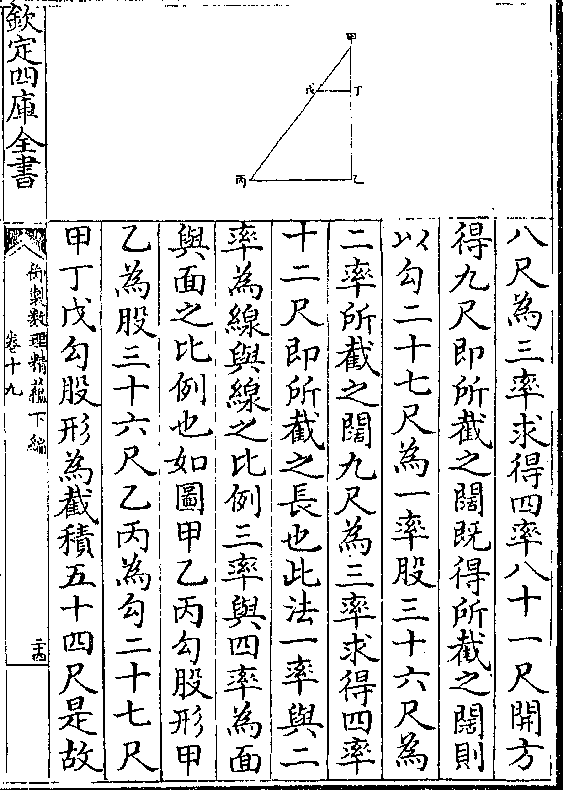 甲
戊
丁
丙
乙
八尺為三率求得四率八十一尺開方
得九尺即所截之闊既得所截之闊則
以勾二十七尺為一率股三十六尺為
二率所截之闊九尺為三率求得四率
十二尺即所截之長也此法一率與二
率為線與線之比例三率與四率為面
與面之比例也如圖甲乙丙勾股形甲
乙為股三十六尺乙丙為勾二十七尺
甲丁戊勾股形為截積五十四尺是故
欽定四庫全書
御製數理精藴下編
卷十九